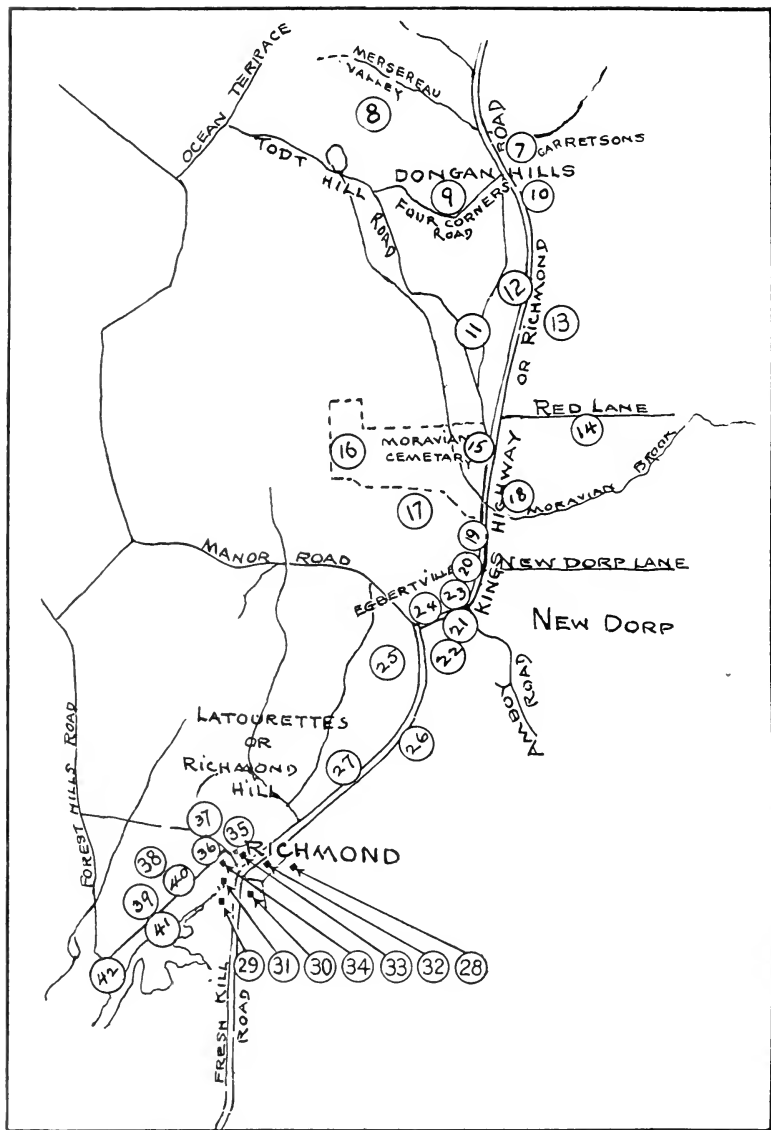 OCEAN TERRACE
MERSEREAU
VALLEY
8
ROAD
7
GARRETSONS
TODT HILL ROAD
DONGAN HILLS
9
FOUR CORNERS
ROAD
10
12
11
13
KINGS HIGHWAY OR RICHMOND
RED LANE
14
MORAVIAN
CEMETARY
15
16
17
18
MORAVIAN BROOK
19
MANOR ROAD
EGBERTVILLE
20
NEW DORP LANE
23
24
21
NEW DORP
22
25
AMBOY ROAD
26
27
LATOURETTES
OR
RICHMOND
HILL
FOREST HILLS ROAD
37
35
36
RICHMOND
38
40
39
41
42
29 31 30 34 33 32 28
FRESH KILL
ROAD